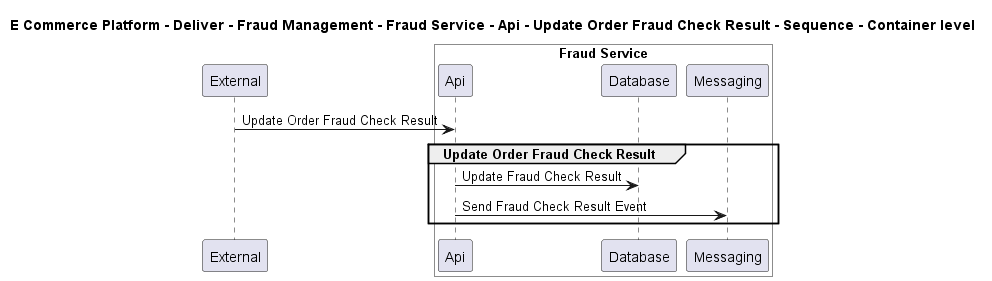 E Commerce Platform - Deliver - Fraud Management - Fraud Service - Api - Update Order Fraud Check Result - Sequence - Container level
Fraud Service
External
Api
Database
Messaging
Update Order Fraud Check Result
Update Order Fraud Check Result
Update Fraud Check Result
Send Fraud Check Result Event
External
Api
Database
Messaging